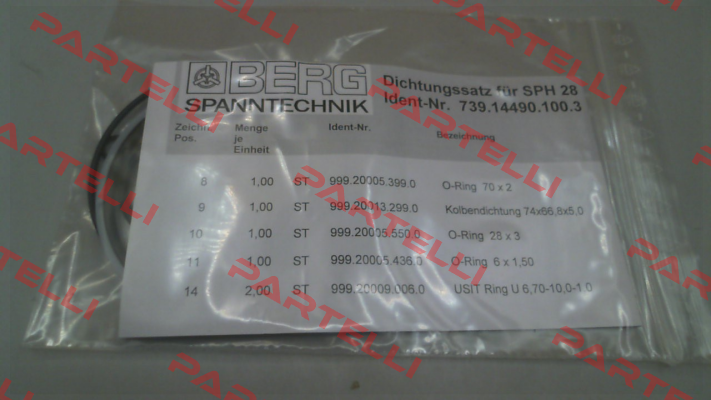 BERG
SPANNTECHNIK
Dichtungssatz für SPH 28
Ident-Nr. 739.14490.100.3
Zeichn. Pos. Menge je Einheit Ident-Nr. Bezeichnung
8 1,00 ST 999.20005.399.0 O-Ring 70 x 2
9 1,00 ST 999.20013.299.0 Kolbendichtung 74x66,8x5,0
10 1,00 ST 999.20005.550.0 O-Ring 28 x 3
11 1,00 ST 999.20005.436.0 O-Ring 6 x 1,50
14 2,00 ST 999.20009.006.0 USIT Ring U 6,70-10,0-1,0
PARTELLI
PARTELLI
PARTELLI
PARTELLI
PARTELLI
PARTELLI
PARTELLI